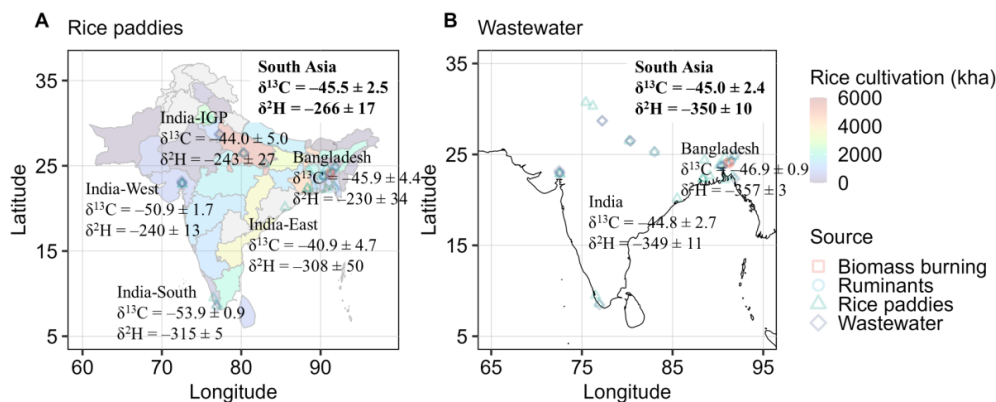 A
Rice paddies
South Asia
δ¹³C = –45.5 ± 2.5
δ²H = –266 ± 17
India-IGP
δ¹³C = –44.0 ± 5.0
δ²H = –243 ± 27
Bangladesh
δ¹³C = –45.9 ± 4.4
δ²H = –230 ± 34
India-West
δ¹³C = –50.9 ± 1.7
δ²H = –240 ± 13
India-East
δ¹³C = –40.9 ± 4.7
δ²H = –308 ± 50
India-South
δ¹³C = –53.9 ± 0.9
δ²H = –315 ± 5
35
25
15
5
Latitude
60 70 80 90
Longitude
B
Wastewater
South Asia
δ¹³C = –45.0 ± 2.4
δ²H = –350 ± 10
Bangladesh
δ¹³C = –46.9 ± 0.9
δ²H = –357 ± 3
India
δ¹³C = –44.8 ± 2.7
δ²H = –349 ± 11
35
25
15
5
Latitude
65 75 85 95
Longitude
Rice cultivation (kha)
6000
4000
2000
0
Source
Biomass burning
Ruminants
Rice paddies
Wastewater